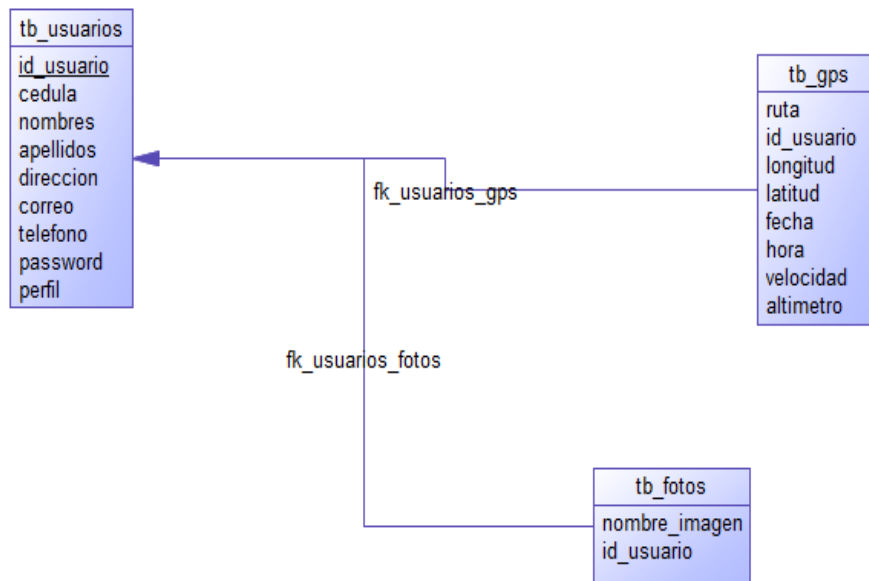 tb_usuarios
id_usuario
cedula
nombres
apellidos
direccion
correo
telefono
password
perfil
tb_gps
ruta
id_usuario
longitud
latitud
fecha
hora
velocidad
altimetro
fk_usuarios_gps
fk_usuarios_fotos
tb_fotos
nombre_imagen
id_usuario